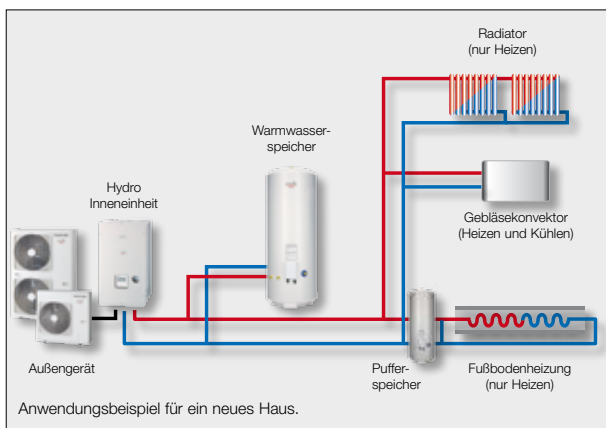 Radiator
(nur Heizen)
Warmwasser-
speicher
Hydro
Inneneinheit
Gebläsekonvektor
(Heizen und Kühlen)
Außengerät
Puffer-
speicher
Fußbodenheizung
(nur Heizen)
Anwendungsbeispiel für ein neues Haus.